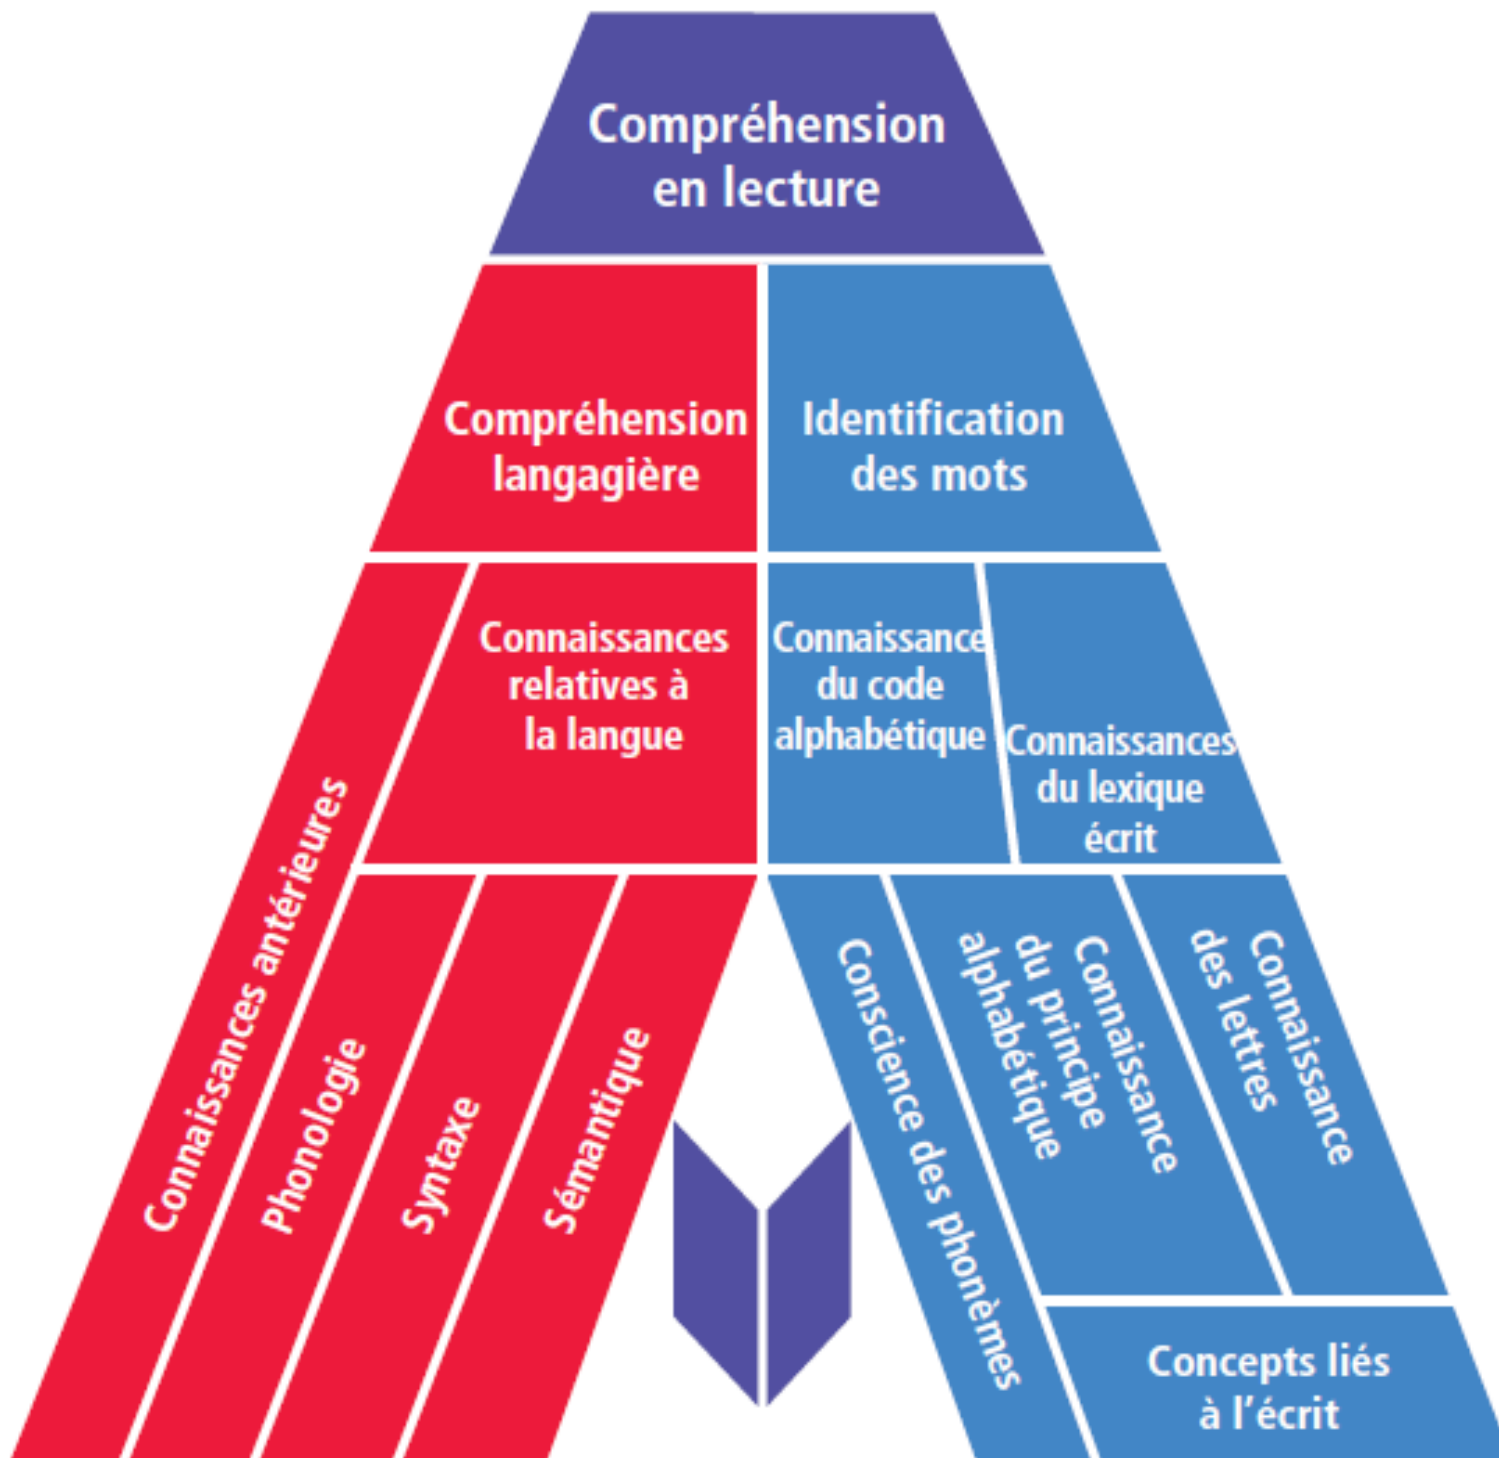 Compréhension
en lecture
Compréhension
langagière
Identification
des mots
Connaissances
relatives à
la langue
Connaissance
du code
alphabétique
Connaissances
du lexique
écrit
Connaissances antérieures
Phonologie
Syntaxe
Sémantique
Conscience des phonèmes
Connaissance
du principe
alphabétique
Connaissance
des lettres
Concepts liés
à l'écrit